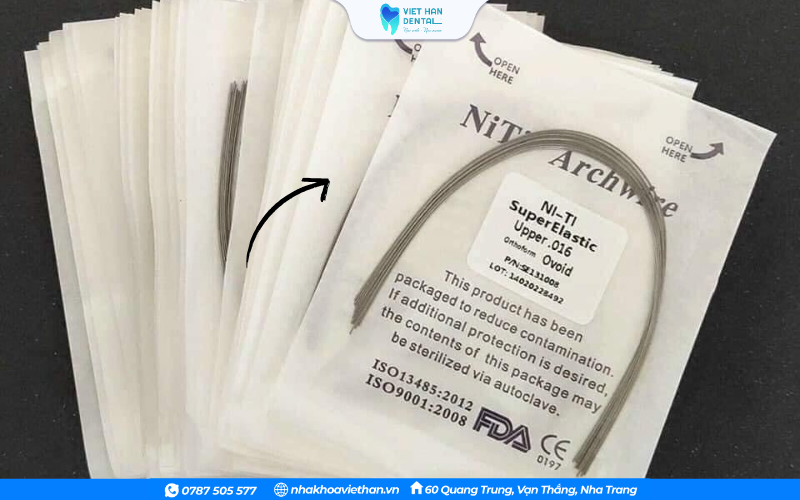 VIET HAN
DENTAL
OPEN
HERE
OPEN
HERE
NiTi Archwire
NI-TI
SuperElastic
Upper .016
Orthoform Ovoid
P/N:SE131008
LOT: 14020228492
This product has been
packaged to reduce contamination.
If additional protection is desired,
the contents of this package may
be sterilized via autoclave.
ISO13485:2012
ISO9001:2008
FDA CE
0197
0787 505 577
nhakhoaviethan.vn
60 Quang Trung, Vạn Thắng, Nha Trang